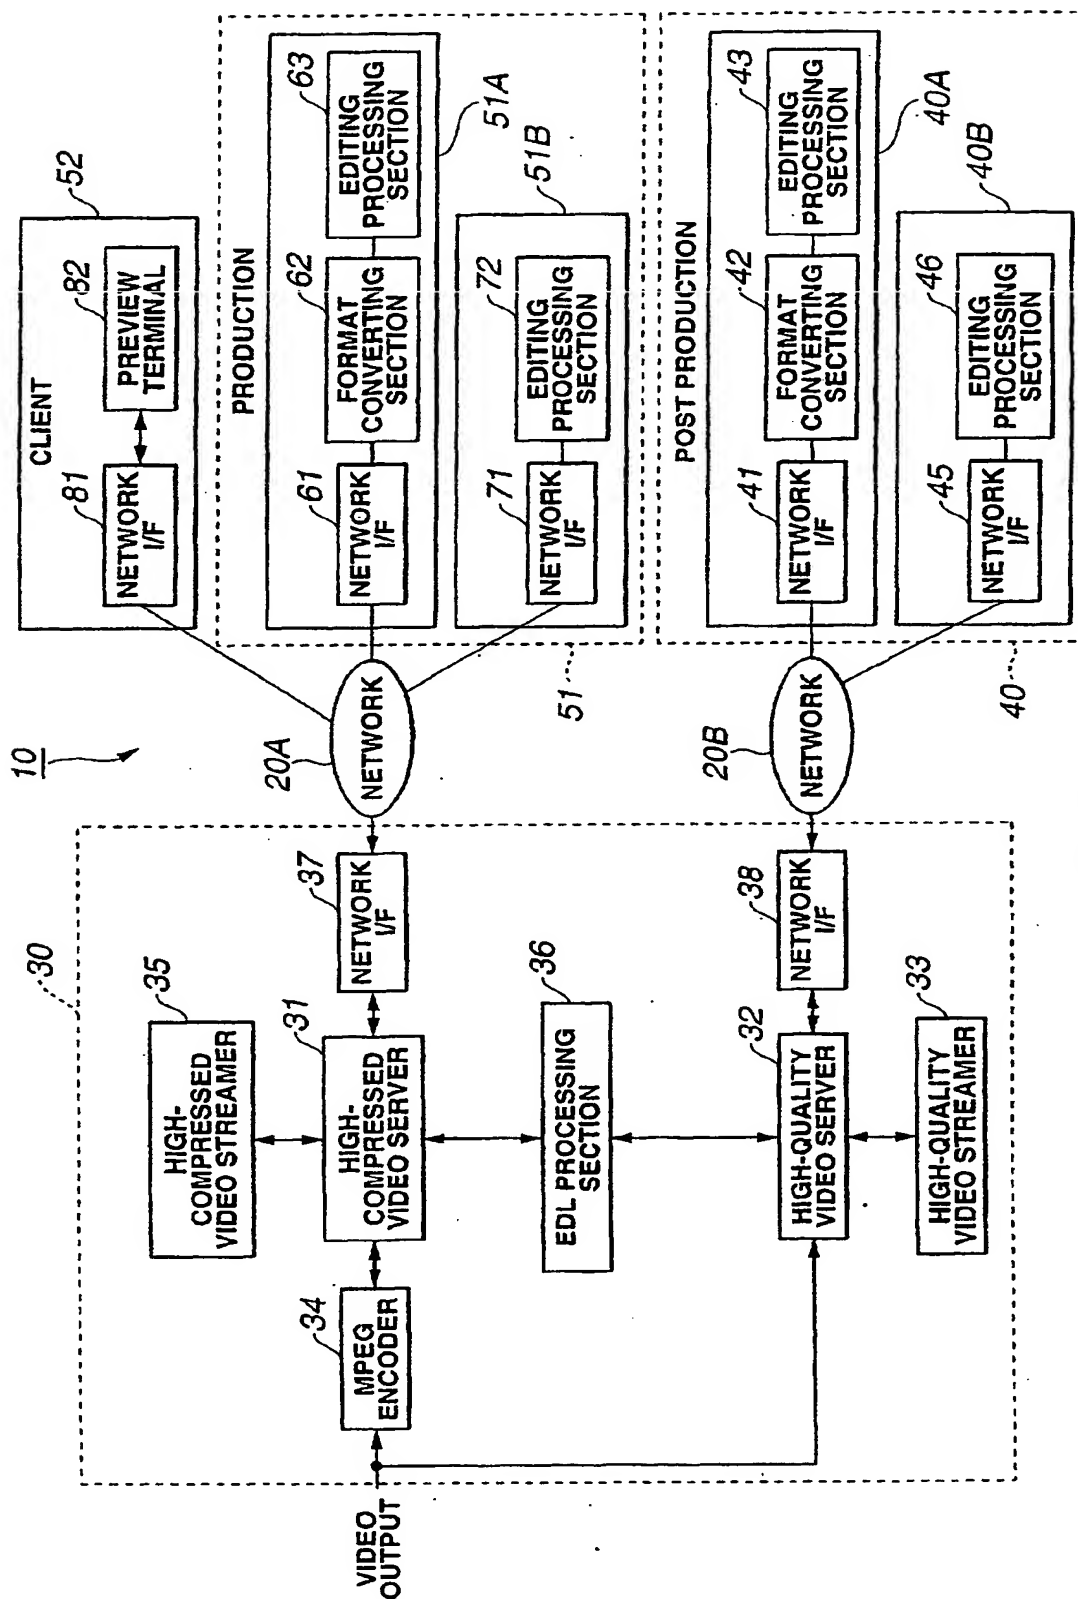 10
30
35
HIGH-
COMPRESSED
VIDEO STREAMER
34
MPEG
ENCODER
31
HIGH-
COMPRESSED
VIDEO SERVER
37
NETWORK
I/F
VIDEO
OUTPUT
36
EDL PROCESSING
SECTION
32
HIGH-QUALITY
VIDEO SERVER
38
NETWORK
I/F
33
HIGH-QUALITY
VIDEO STREAMER
20A
NETWORK
20B
NETWORK
52
CLIENT
81
NETWORK
I/F
82
PREVIEW
TERMINAL
51
PRODUCTION
51A
61
NETWORK
I/F
62
FORMAT
CONVERTING
SECTION
63
EDITING
PROCESSING
SECTION
51B
71
NETWORK
I/F
72
EDITING
PROCESSING
SECTION
40
POST PRODUCTION
40A
41
NETWORK
I/F
42
FORMAT
CONVERTING
SECTION
43
EDITING
PROCESSING
SECTION
40B
45
NETWORK
I/F
46
EDITING
PROCESSING
SECTION